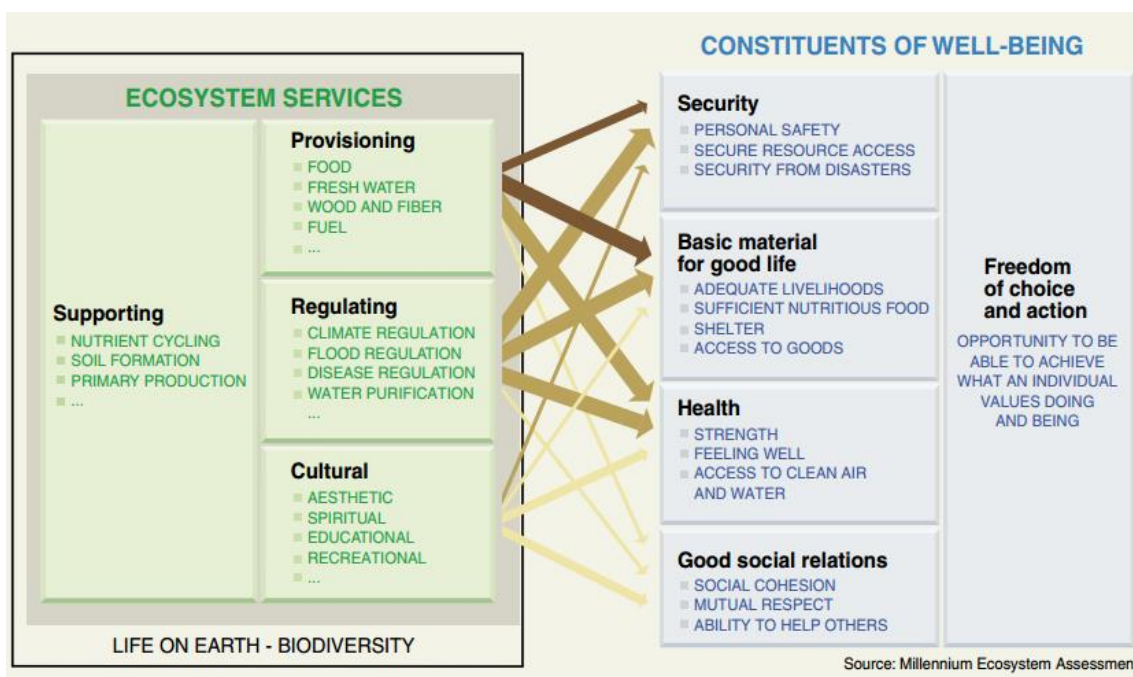 CONSTITUENTS OF WELL-BEING
ECOSYSTEM SERVICES
Supporting
NUTRIENT CYCLING
SOIL FORMATION
PRIMARY PRODUCTION
...
Provisioning
FOOD
FRESH WATER
WOOD AND FIBER
FUEL
...
Regulating
CLIMATE REGULATION
FLOOD REGULATION
DISEASE REGULATION
WATER PURIFICATION
...
Cultural
AESTHETIC
SPIRITUAL
EDUCATIONAL
RECREATIONAL
...
LIFE ON EARTH - BIODIVERSITY
Security
PERSONAL SAFETY
SECURE RESOURCE ACCESS
SECURITY FROM DISASTERS
Basic material
for good life
ADEQUATE LIVELIHOODS
SUFFICIENT NUTRITIOUS FOOD
SHELTER
ACCESS TO GOODS
Health
STRENGTH
FEELING WELL
ACCESS TO CLEAN AIR
AND WATER
Good social relations
SOCIAL COHESION
MUTUAL RESPECT
ABILITY TO HELP OTHERS
Freedom
of choice
and action
OPPORTUNITY TO BE
ABLE TO ACHIEVE
WHAT AN INDIVIDUAL
VALUES DOING
AND BEING
Source: Millennium Ecosystem Assessmen